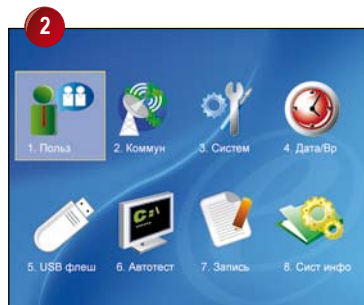 2
1. Польз
2. Коммун
3. Систем
4. Дата/Вр
5. USB флеш
6. Автотест
7. Запись
8. Сист инфо
C:\